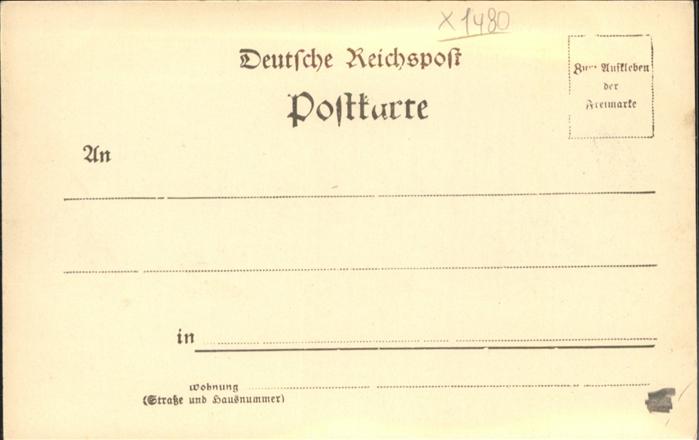 x 1480
Deutſche Reichspoſt
Poſtkarte
Zum Aufkleben
der
Freimarke
An
in
Wohnung
(Straße und Hausnummer)